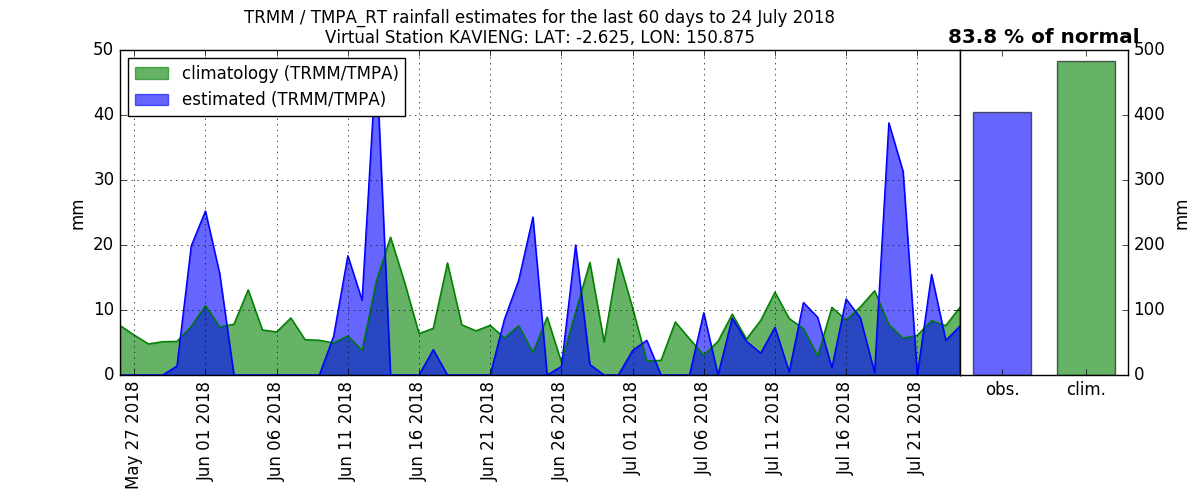 TRMM / TMPA_RT rainfall estimates for the last 60 days to 24 July 2018
Virtual Station KAVIENG: LAT: -2.625, LON: 150.875
83.8 % of normal
climatology (TRMM/TMPA)
estimated (TRMM/TMPA)
50
40
30
20
10
0
mm
May 27 2018
Jun 01 2018
Jun 06 2018
Jun 11 2018
Jun 16 2018
Jun 21 2018
Jun 26 2018
Jul 01 2018
Jul 06 2018
Jul 11 2018
Jul 16 2018
Jul 21 2018
obs.
clim.
500
400
300
200
100
0
mm